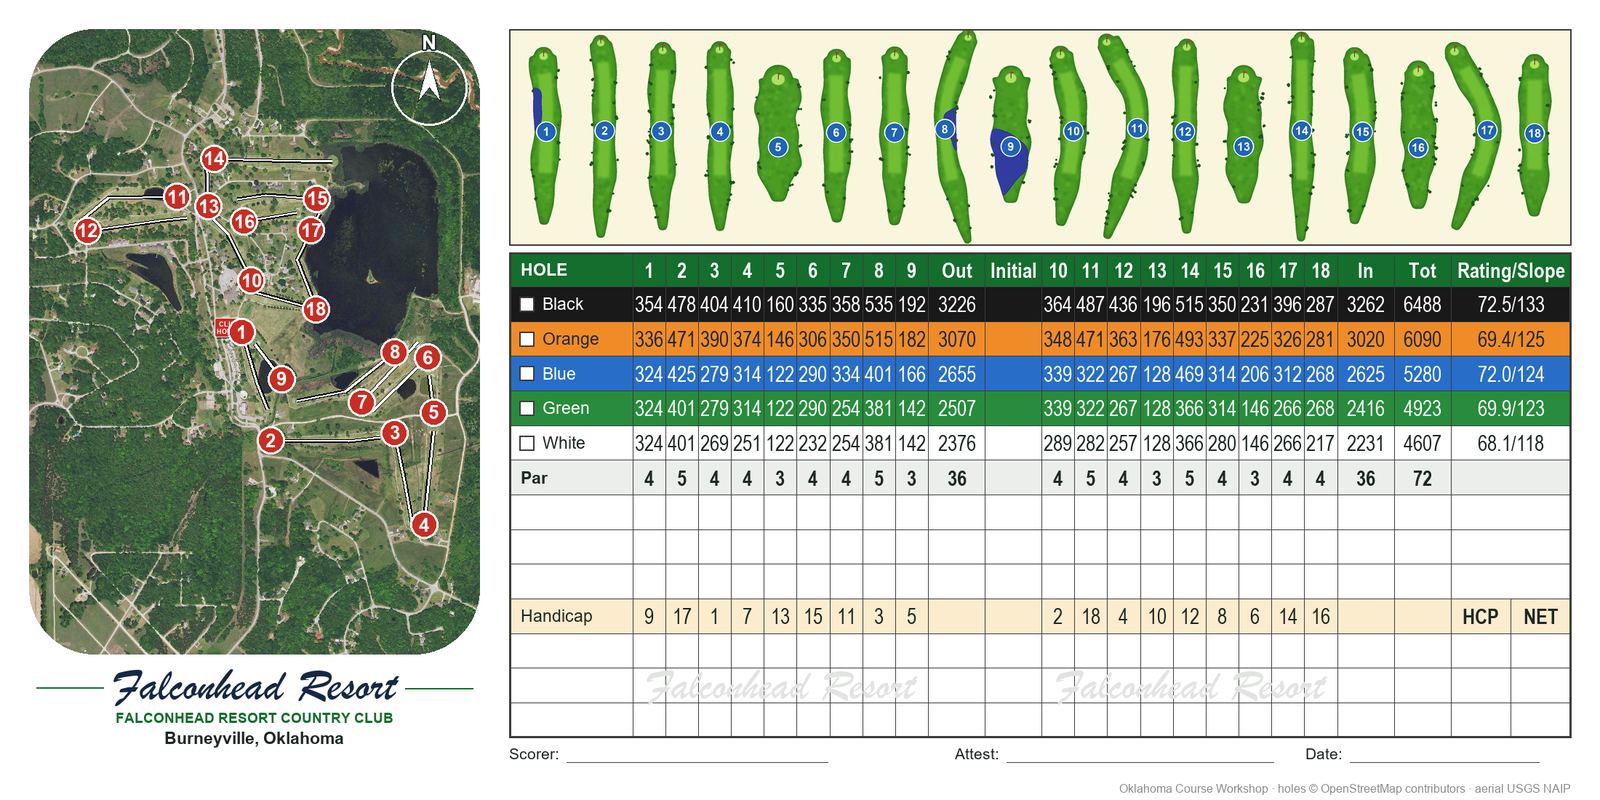 N
14
11
13
15
16
12
17
10
18
1
8
6
9
7
5
2
3
4
Falconhead Resort
FALCONHEAD RESORT COUNTRY CLUB
Burneyville, Oklahoma
1 2 3 4 5 6 7 8 9 10 11 12 13 14 15 16 17 18
HOLE 1 2 3 4 5 6 7 8 9 Out Initial 10 11 12 13 14 15 16 17 18 In Tot Rating/Slope
Black 354 478 404 410 160 335 358 535 192 3226 364 487 436 196 515 350 231 396 287 3262 6488 72.5/133
Orange 336 471 390 374 146 306 350 515 182 3070 348 471 363 176 493 337 225 326 281 3020 6090 69.4/125
Blue 324 425 279 314 122 290 334 401 166 2655 339 322 267 128 469 314 206 312 268 2625 5280 72.0/124
Green 324 401 279 314 122 290 254 381 142 2507 339 322 267 128 366 314 146 266 268 2416 4923 69.9/123
White 324 401 269 251 122 232 254 381 142 2376 289 282 257 128 366 280 146 266 217 2231 4607 68.1/118
Par 4 5 4 4 3 4 4 5 3 36 4 5 4 3 5 4 3 4 4 36 72
Handicap 9 17 1 7 13 15 11 3 5 2 18 4 10 12 8 6 14 16 HCP NET
Falconhead Resort Falconhead Resort
Scorer: Attest: Date:
Oklahoma Course Workshop · holes © OpenStreetMap contributors · aerial USGS NAIP